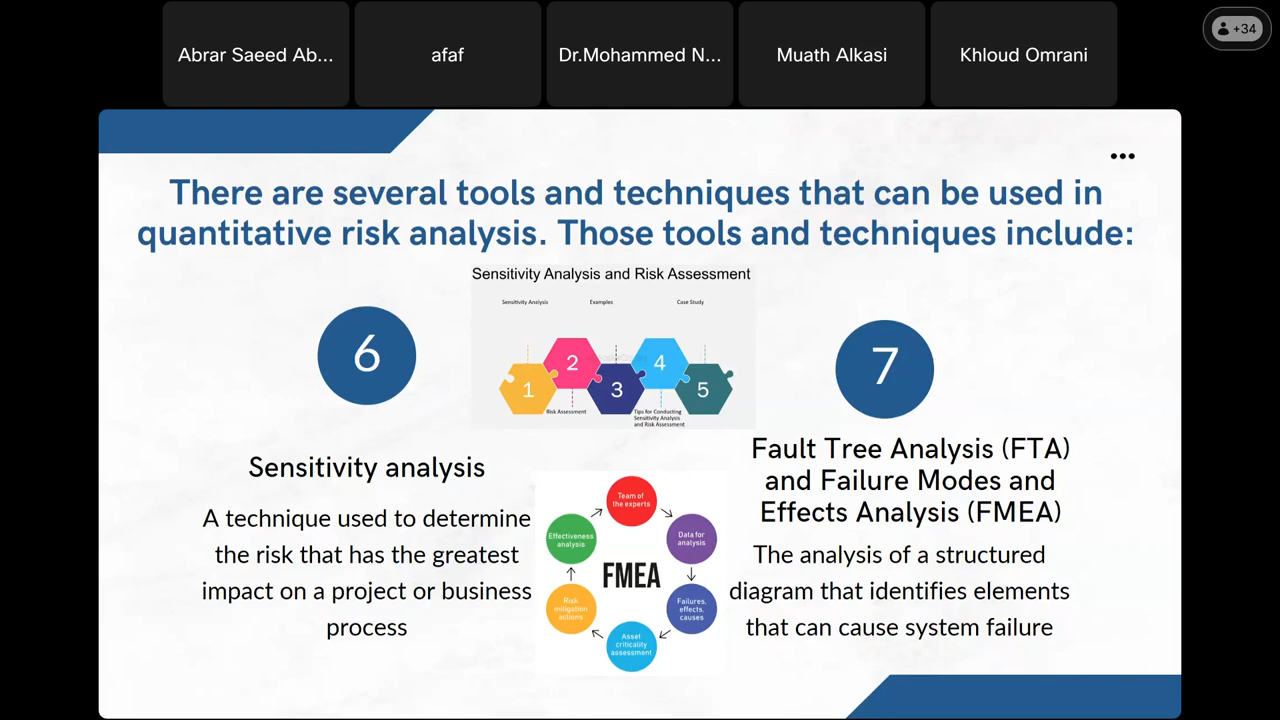 Abrar Saeed Ab...
afaf
Dr.Mohammed N...
Muath Alkasi
Khloud Omrani
+34
There are several tools and techniques that can be used in
quantitative risk analysis. Those tools and techniques include:
6
Sensitivity analysis
A technique used to determine
the risk that has the greatest
impact on a project or business
process
Sensitivity Analysis and Risk Assessment
Sensitivity Analysis
Examples
Case Study
1
2
3
4
5
Risk Assessment
Tips for Conducting
Sensitivity Analysis
and Risk Assessment
FMEA
Team of
the experts
Data for
analysis
Failures,
effects,
causes
Asset
criticality
assessment
Risk
mitigation
actions
Effectiveness
analysis
7
Fault Tree Analysis (FTA)
and Failure Modes and
Effects Analysis (FMEA)
The analysis of a structured
diagram that identifies elements
that can cause system failure